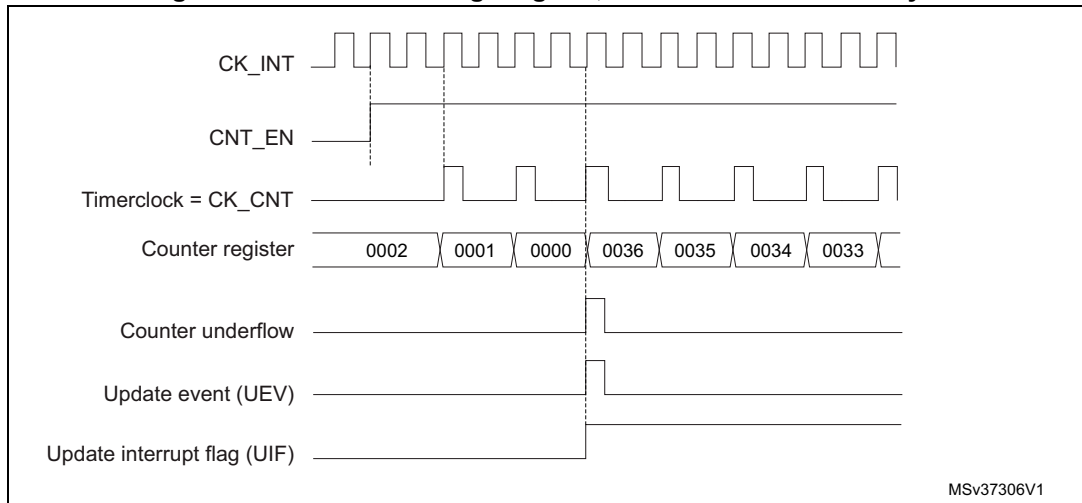 CK_INT
CNT_EN
Timerclock = CK_CNT
Counter register 0002 0001 0000 0036 0035 0034 0033
Counter underflow
Update event (UEV)
Update interrupt flag (UIF)
MSv37306V1